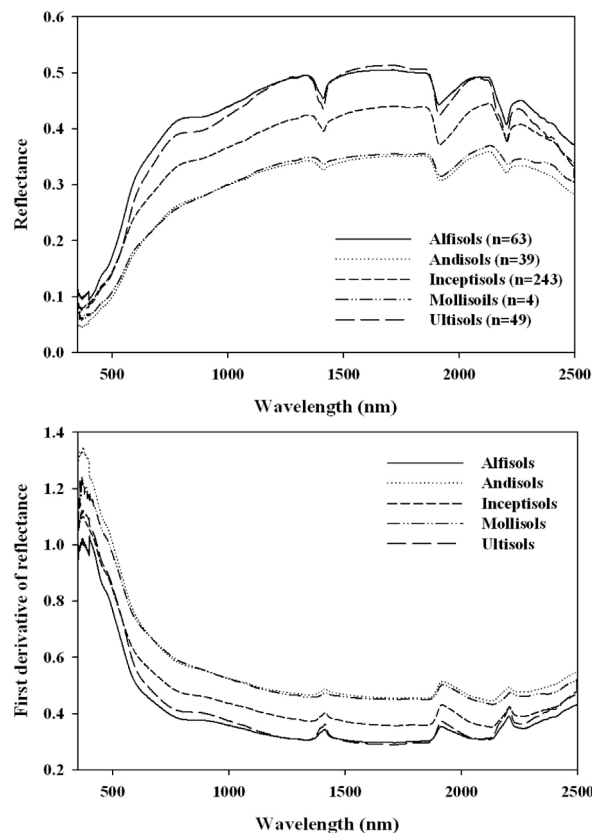 0.6
0.5
0.4
0.3
0.2
0.1
0.0
Reflectance
Alfisols (n=63)
Andisols (n=39)
Inceptisols (n=243)
Mollisoils (n=4)
Ultisols (n=49)
500 1000 1500 2000 2500
Wavelength (nm)
1.4
1.2
1.0
0.8
0.6
0.4
0.2
First derivative of reflectance
Alfisols
Andisols
Inceptisols
Mollisols
Ultisols
500 1000 1500 2000 2500
Wavelength (nm)